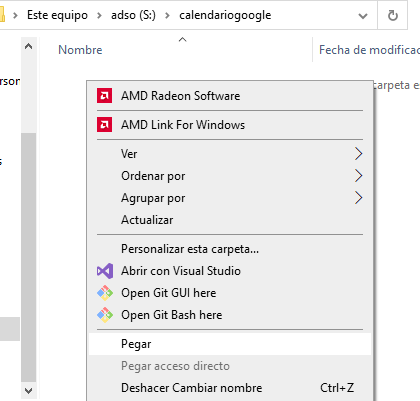 Este equipo > adso (S:) > calendariogoogle
Nombre
Fecha de modifica
erson
carpeta e
s
AMD Radeon Software
AMD Link For Windows
Ver
Ordenar por
Agrupar por
Actualizar
Personalizar esta carpeta...
Abrir con Visual Studio
Open Git GUI here
Open Git Bash here
Pegar
Pegar acceso directo
Deshacer Cambiar nombre Ctrl+Z